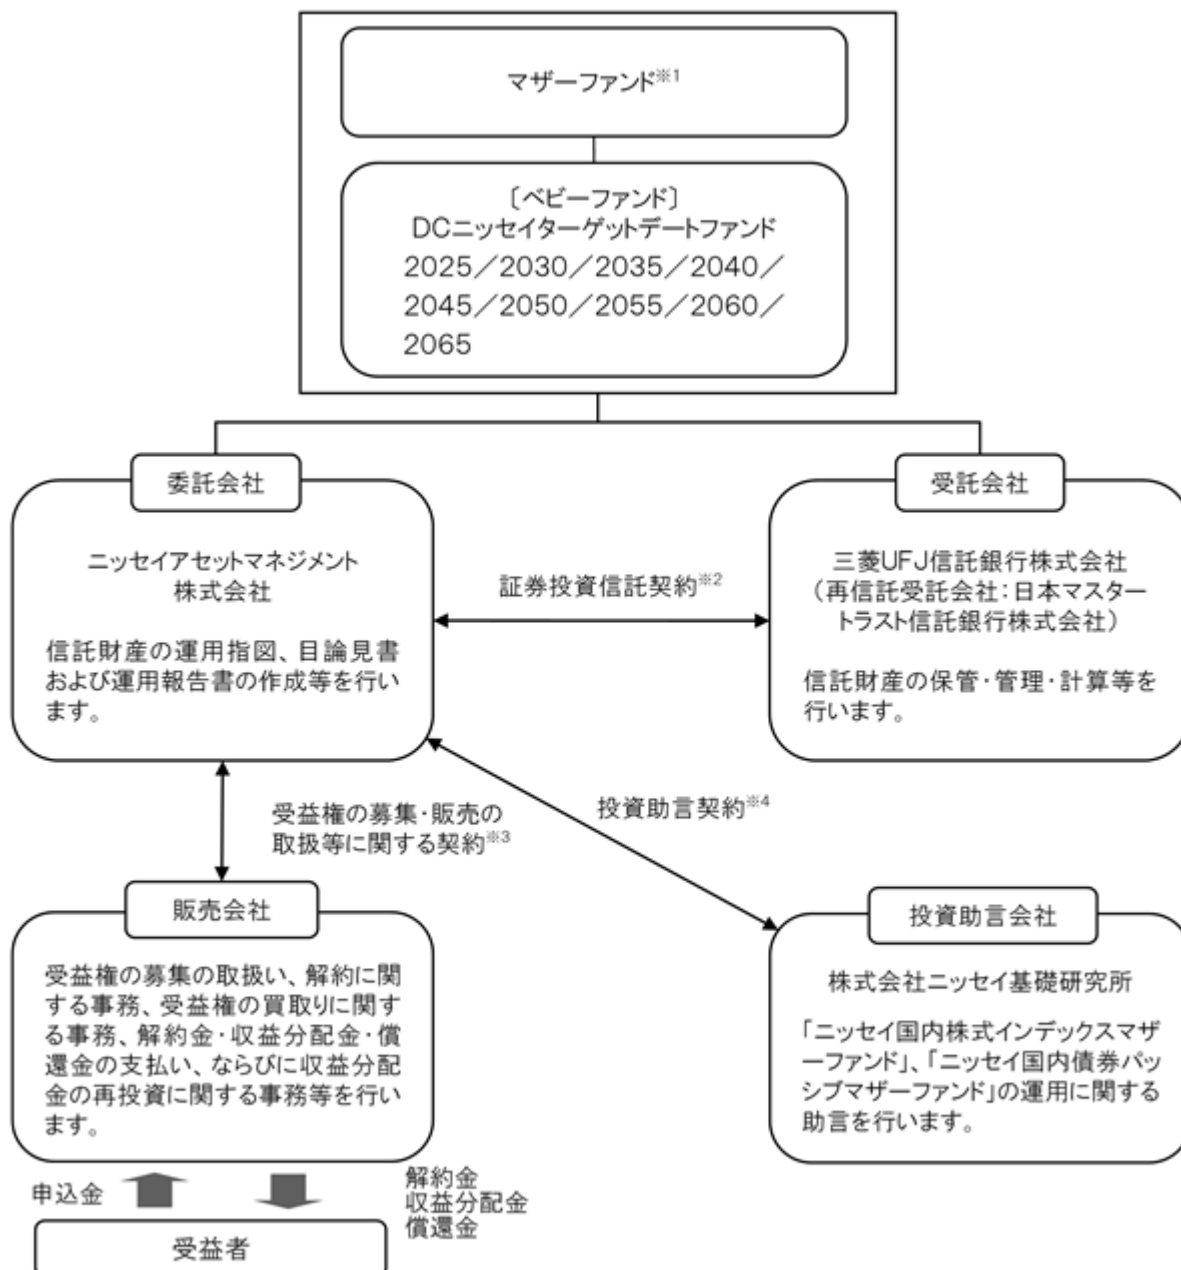 マザーファンド※1
〔ベビーファンド〕
DCニッセイターゲットデートファンド
2025／2030／2035／2040／
2045／2050／2055／2060／
2065
委託会社
ニッセイアセットマネジメント
株式会社
信託財産の運用指図、目論見書
および運用報告書の作成等を行い
ます。
証券投資信託契約※2
受託会社
三菱UFJ信託銀行株式会社
（再信託受託会社：日本マスター
トラスト信託銀行株式会社）
信託財産の保管・管理・計算等を
行います。
受益権の募集・販売の
取扱等に関する契約※3
投資助言契約※4
販売会社
受益権の募集の取扱い、解約に関
する事務、受益権の買取りに関す
る事務、解約金・収益分配金・償
還金の支払い、ならびに収益分配
金の再投資に関する事務等を行い
ます。
投資助言会社
株式会社ニッセイ基礎研究所
「ニッセイ国内株式インデックスマザ
ーファンド」、「ニッセイ国内債券パッ
シブマザーファンド」の運用に関する
助言を行います。
申込金
解約金
収益分配金
償還金
受益者